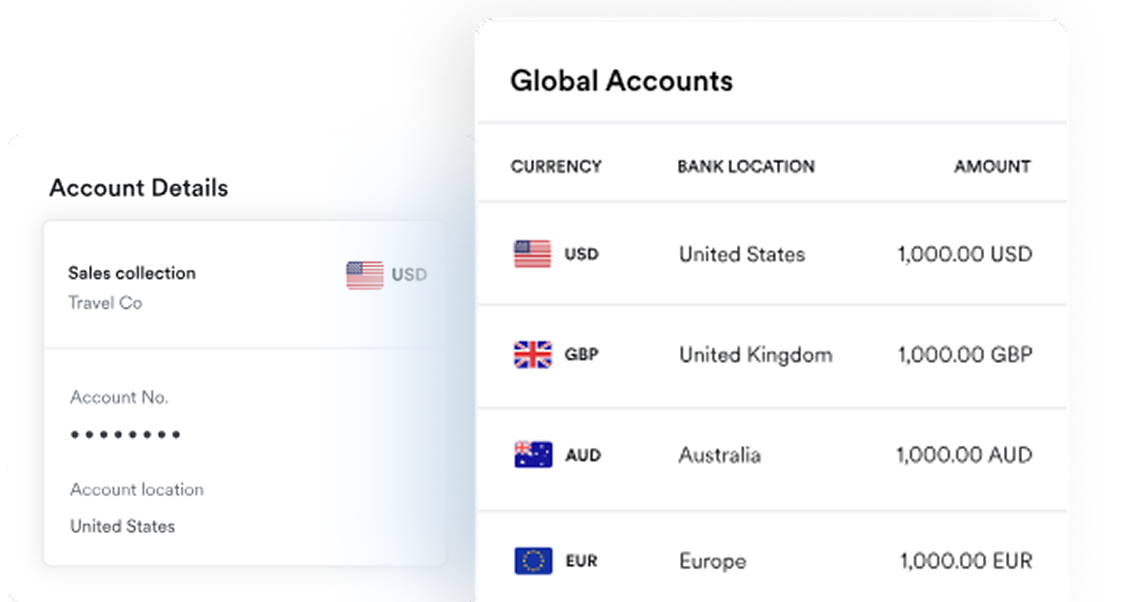 Account Details
Sales collection
USD
Travel Co
Account No.
••••••••
Account location
United States
Global Accounts
CURRENCY BANK LOCATION AMOUNT
USD United States 1,000.00 USD
GBP United Kingdom 1,000.00 GBP
AUD Australia 1,000.00 AUD
EUR Europe 1,000.00 EUR